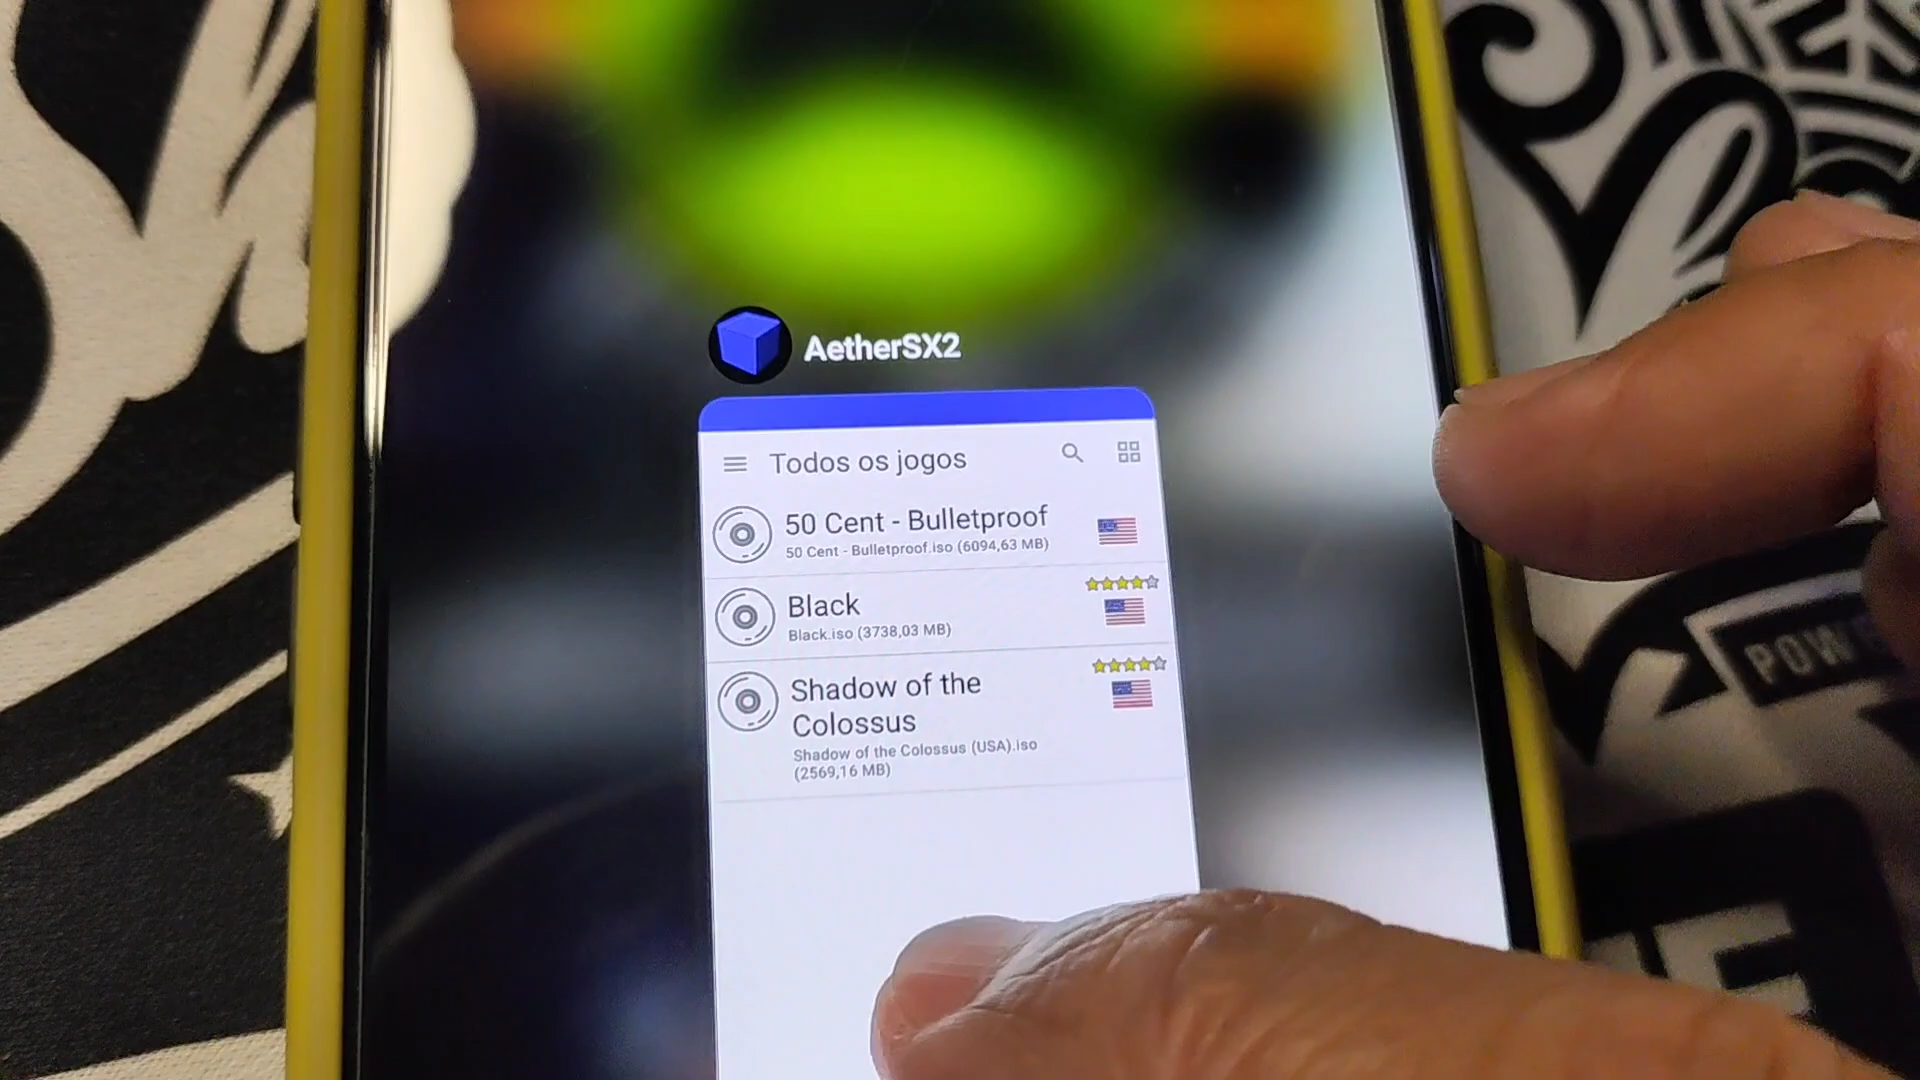 AetherSX2
Todos os jogos
50 Cent - Bulletproof
50 Cent - Bulletproof.iso (6094,63 MB)
Black
Black.iso (3738,03 MB)
Shadow of the
Colossus
Shadow of the Colossus (USA).iso
(2569,16 MB)